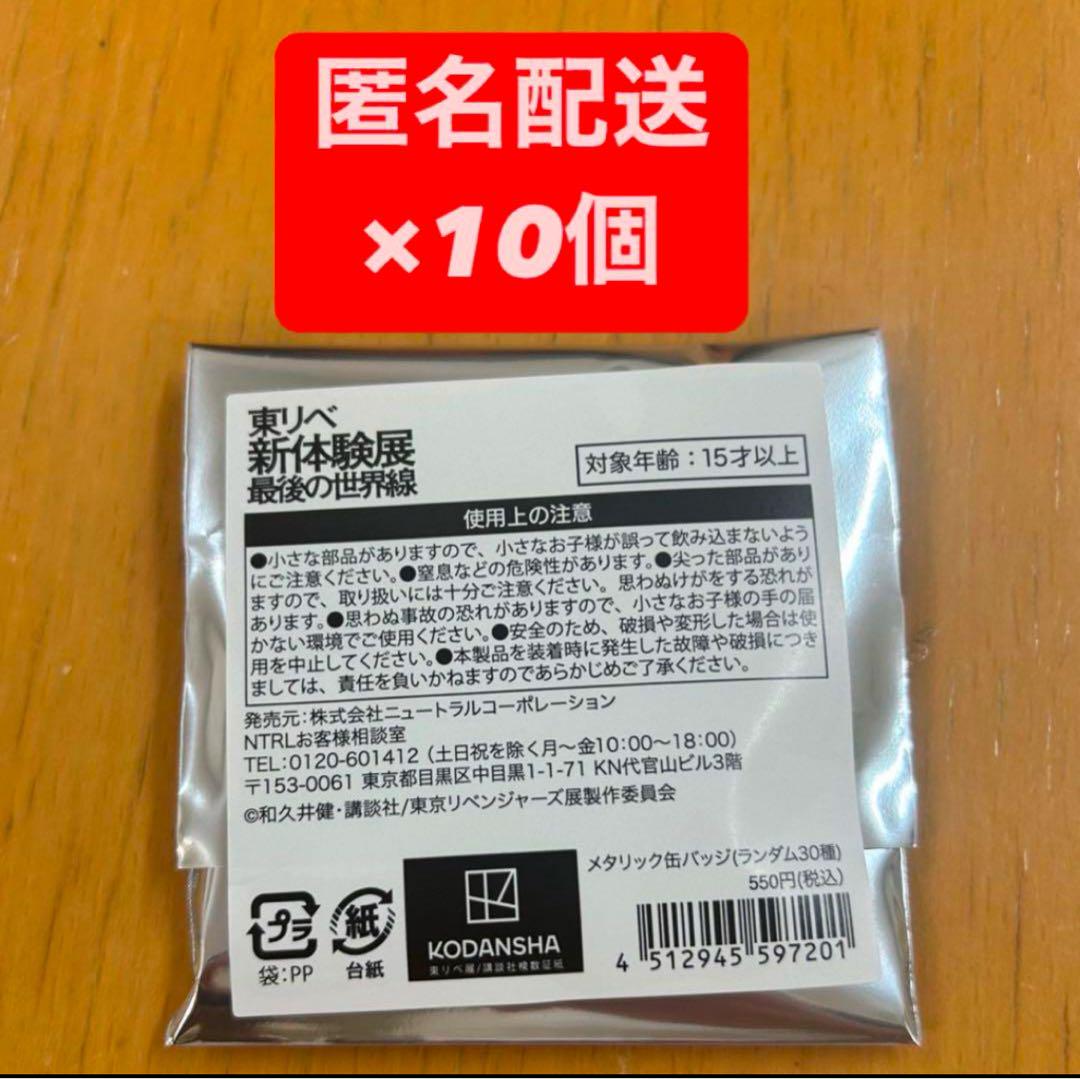 匿名配送
×10個
東リベ
新体験展
最後の世界線
対象年齢：15才以上
使用上の注意
●小さな部品がありますので、小さなお子様が誤って飲み込まないよう
にご注意ください。●窒息などの危険性があります。●尖った部品があり
ますので、取り扱いには十分ご注意ください。思わぬけがをする恐れが
あります。●思わぬ事故の恐れがありますので、小さなお子様の手の届
かない環境でご使用ください。●安全のため、破損や変形した場合は使
用を中止してください。●本製品を装着時に発生した故障や破損につき
ましては、責任を負いかねますのであらかじめご了承ください。
発売元：株式会社ニュートラルコーポレーション
NTRLお客様相談室
TEL：0120-601412（土日祝を除く月～金10：00～18：00）
〒153-0061 東京都目黒区中目黒1-1-71 KN代官山ビル3階
©和久井健・講談社/東京リベンジャーズ展製作委員会
メタリック缶バッジ(ランダム30種)
550円(税込)
プラ
袋：PP
紙
台紙
KODANSHA
東リベ展/講談社複数証紙
4 512945 597201